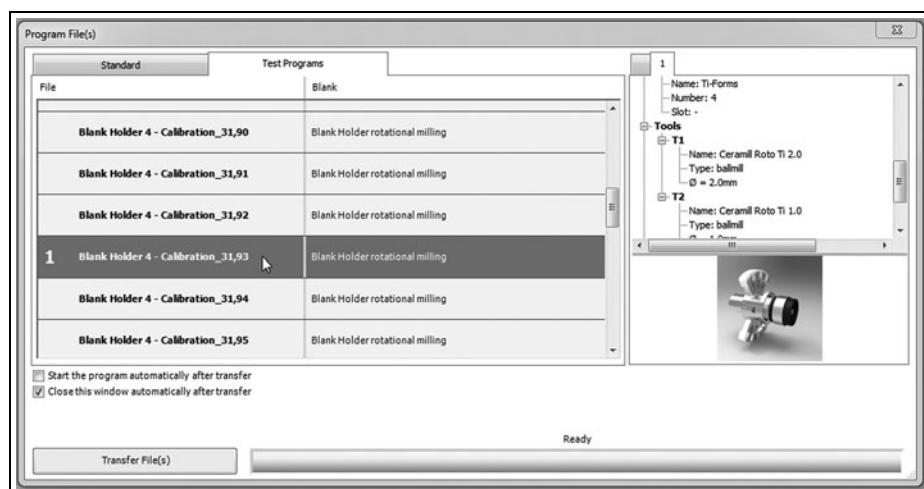 Program File(s)
Standard
Test Programs
File
Blank
Blank Holder 4 - Calibration_31,90
Blank Holder rotational milling
Blank Holder 4 - Calibration_31,91
Blank Holder rotational milling
Blank Holder 4 - Calibration_31,92
Blank Holder rotational milling
1 Blank Holder 4 - Calibration_31,93
Blank Holder rotational milling
Blank Holder 4 - Calibration_31,94
Blank Holder rotational milling
Blank Holder 4 - Calibration_31,95
Blank Holder rotational milling
Start the program automatically after transfer
Close this window automatically after transfer
Transfer File(s)
Ready
1
Name: Ti-Forms
Number: 4
Slot: -
Tools
T1
Name: Ceramill Roto Ti 2.0
Type: ballmill
Ø = 2.0mm
T2
Name: Ceramill Roto Ti 1.0
Type: ballmill